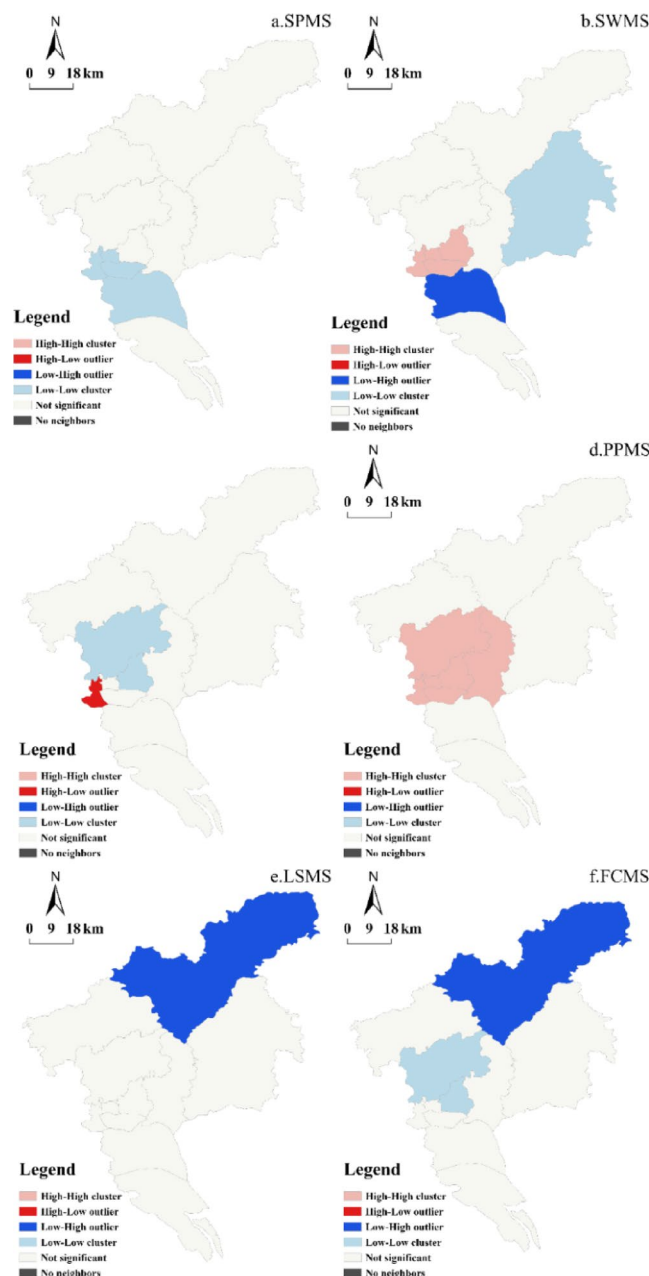 a.SPMS
N
0 9 18 km
Legend
High-High cluster
High-Low outlier
Low-High outlier
Low-Low cluster
Not significant
No neighbors
b.SWMS
N
0 9 18 km
Legend
High-High cluster
High-Low outlier
Low-High outlier
Low-Low cluster
Not significant
No neighbors
N
0 9 18 km
Legend
High-High cluster
High-Low outlier
Low-High outlier
Low-Low cluster
Not significant
No neighbors
d.PPMS
N
0 9 18 km
Legend
High-High cluster
High-Low outlier
Low-High outlier
Low-Low cluster
Not significant
No neighbors
e.LSMS
N
0 9 18 km
Legend
High-High cluster
High-Low outlier
Low-High outlier
Low-Low cluster
Not significant
No neighbors
f.FCMS
N
0 9 18 km
Legend
High-High cluster
High-Low outlier
Low-High outlier
Low-Low cluster
Not significant
No neighbors